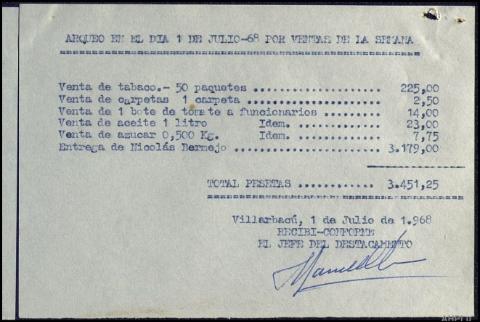 ARQUEO EN EL DIA 1 DE JULIO-68 POR VENTAS DE LA SEMANA
Venta de tabaco.- 50 paquetes .................. 225,00
Venta de carpetas 1 carpeta .................... 2,50
Venta de 1 bote de tomate a funcionarios ....... 14,00
Venta de aceite 1 litro Idem. ............ 23,00
Venta de azucar 0,500 Kg. Idem. ............ 7,75
Entrega de Nicolás Bermejo ..................... 3.179,00
TOTAL PESETAS ............ 3.451,25
Villarbacú, 1 de Julio de 1.968
RECIBI-CONFORME
EL JEFE DEL DESTACAMENTO